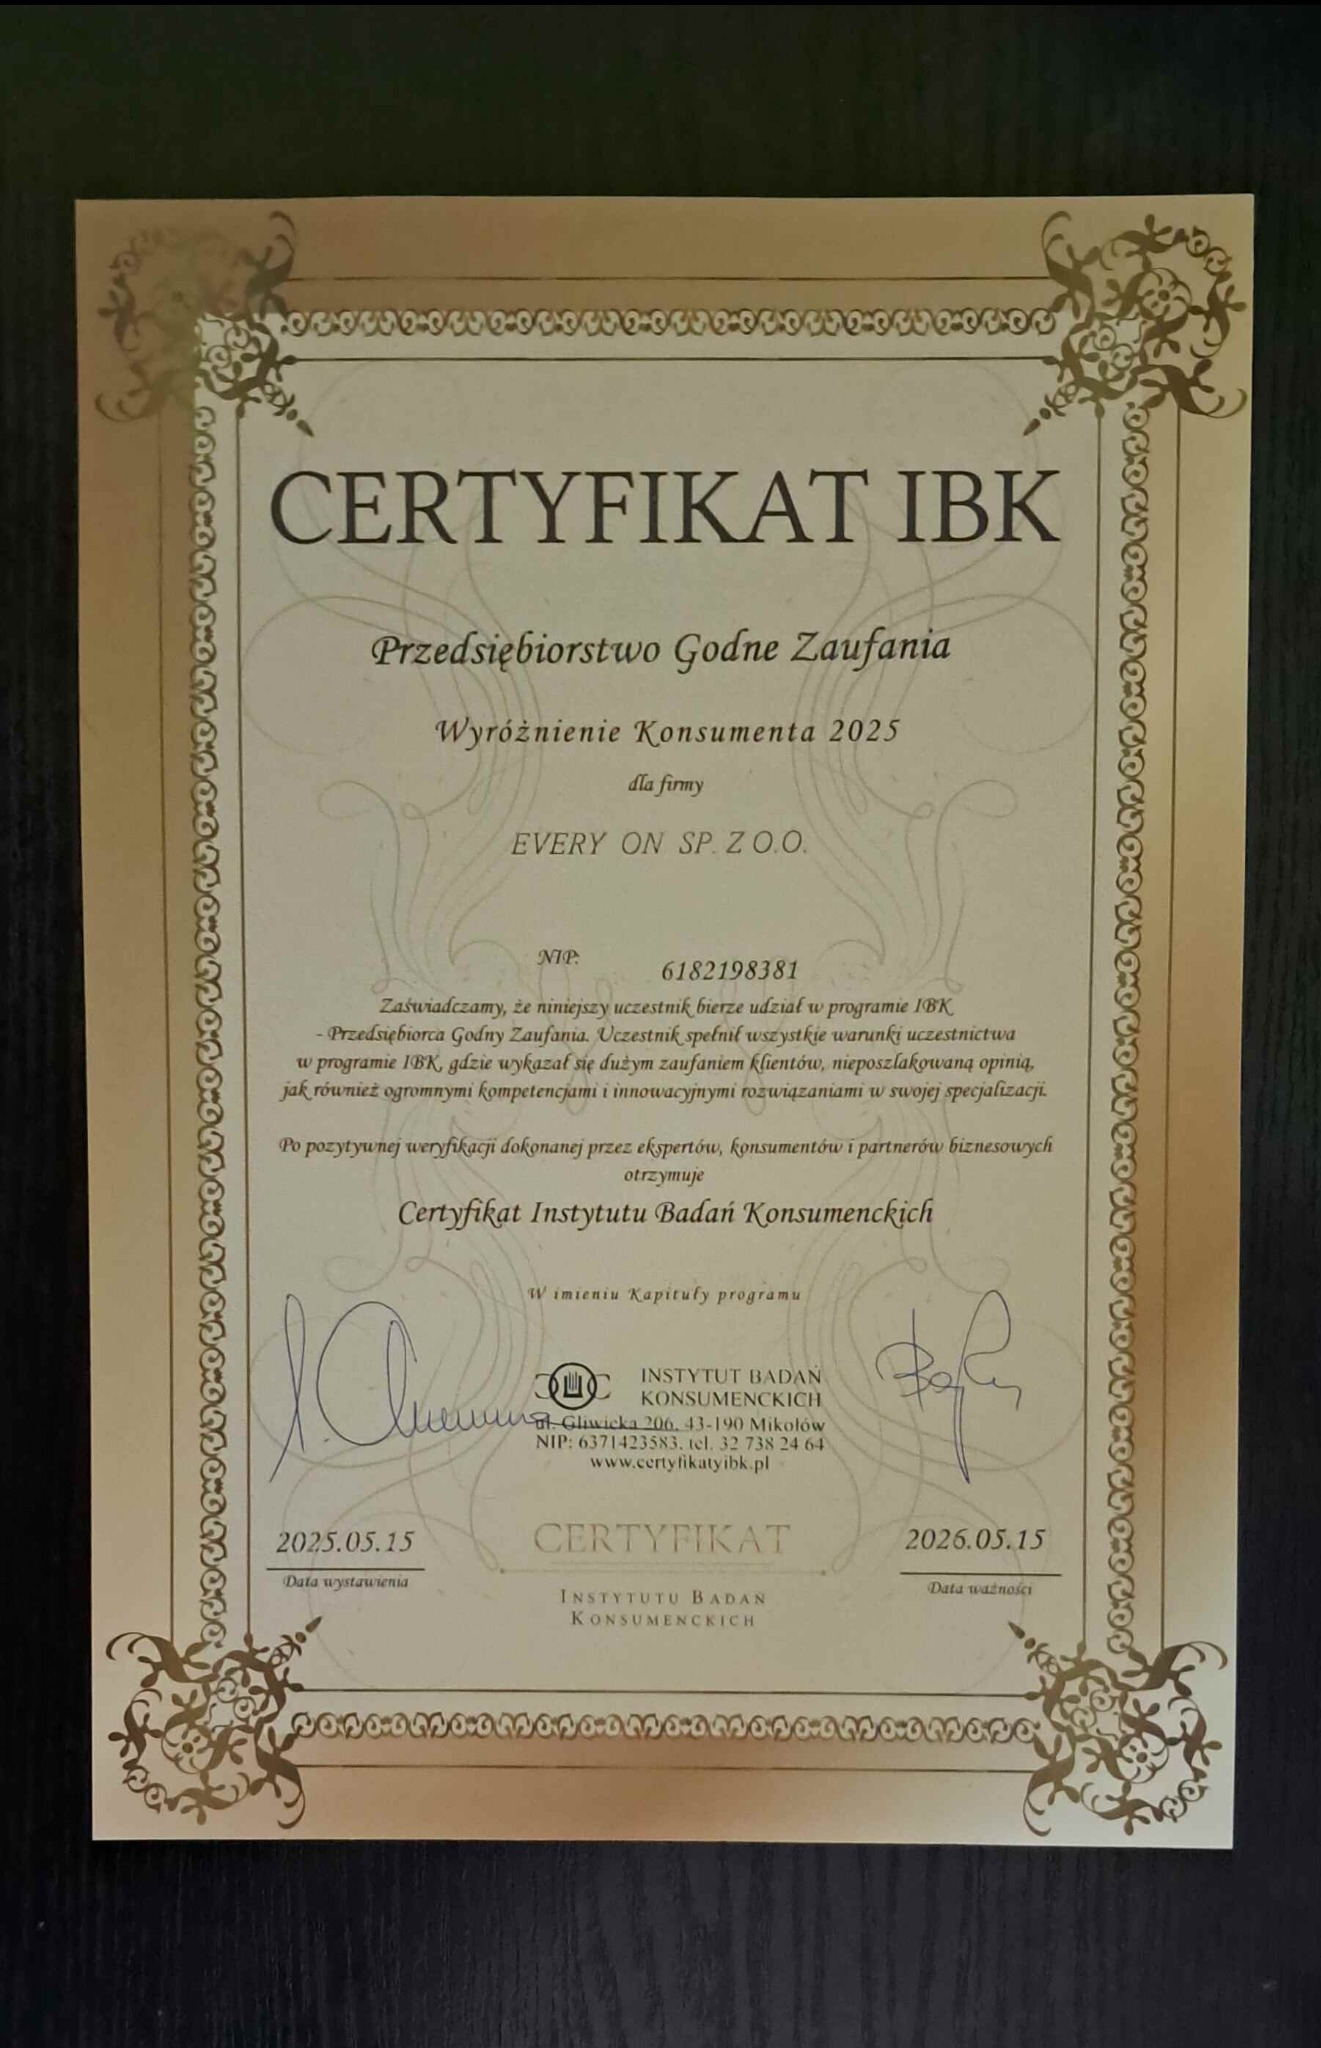 CERTYFIKAT IBK
Przedsiębiorstwo Godne Zaufania
Wyróżnienie Konsumenta 2025
dla firmy
EVERY ON SP. Z O.O.
NIP: 6182198381
Zaświadczamy, że niniejszy uczestnik bierze udział w programie IBK
- Przedsiębiorca Godny Zaufania. Uczestnik spełnił wszystkie warunki uczestnictwa
w programie IBK, gdzie wykazał się dużym zaufaniem klientów, nieposzlakowaną opinią,
jak również ogromnymi kompetencjami i innowacyjnymi rozwiązaniami w swojej specjalizacji.
Po pozytywnej weryfikacji dokonanej przez ekspertów, konsumentów i partnerów biznesowych
otrzymuje
Certyfikat Instytutu Badań Konsumenckich
W imieniu Kapituły programu
INSTYTUT BADAŃ
KONSUMENCKICH
ul. Gliwicka 206, 43-190 Mikołów
NIP: 6371423583, tel. 32 738 24 64
www.certyfikatyibk.pl
2025.05.15
Data wystawienia
CERTYFIKAT
INSTYTUTU BADAŃ
KONSUMENCKICH
2026.05.15
Data ważności